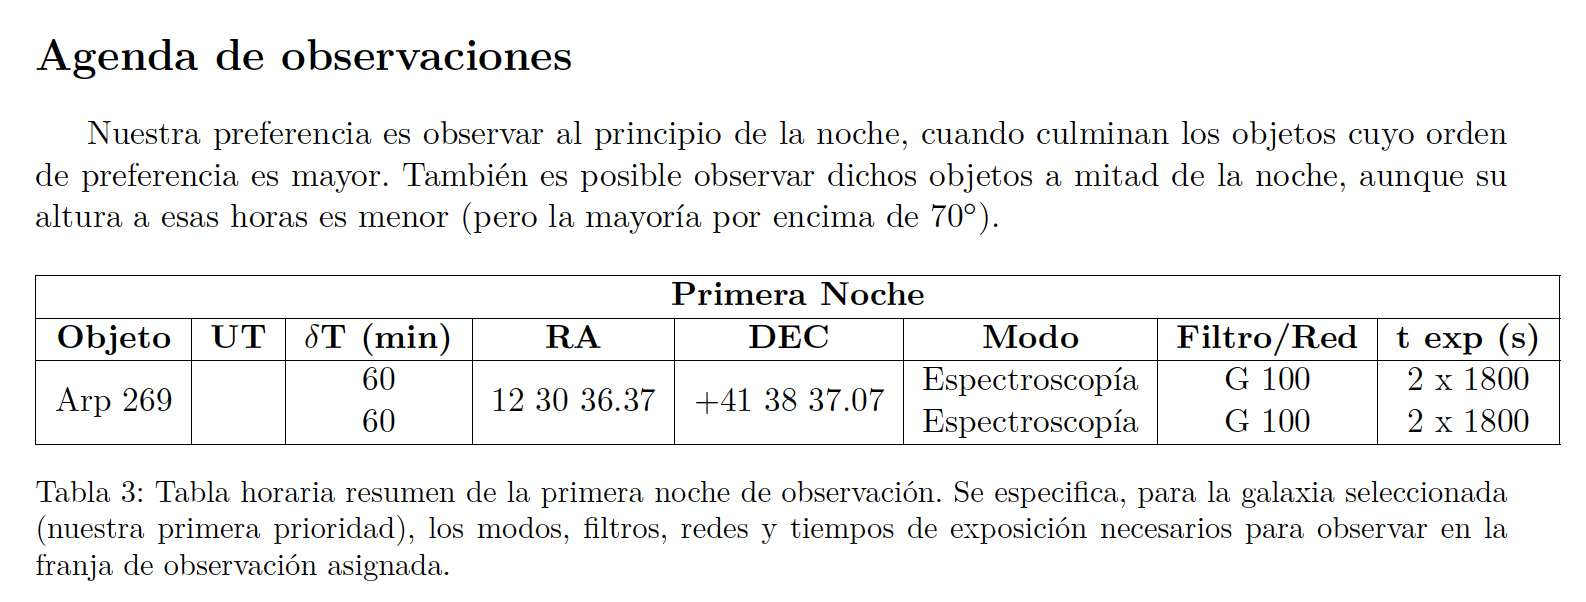 Agenda de observaciones
Nuestra preferencia es observar al principio de la noche, cuando culminan los objetos cuyo orden
de preferencia es mayor. También es posible observar dichos objetos a mitad de la noche, aunque su
altura a esas horas es menor (pero la mayoría por encima de 70°).
Primera Noche
Objeto UT δT (min) RA DEC Modo Filtro/Red t exp (s)
Arp 269 60 12 30 36.37 +41 38 37.07 Espectroscopía G 100 2 x 1800
60 Espectroscopía G 100 2 x 1800
Tabla 3: Tabla horaria resumen de la primera noche de observación. Se especifica, para la galaxia seleccionada
(nuestra primera prioridad), los modos, filtros, redes y tiempos de exposición necesarios para observar en la
franja de observación asignada.